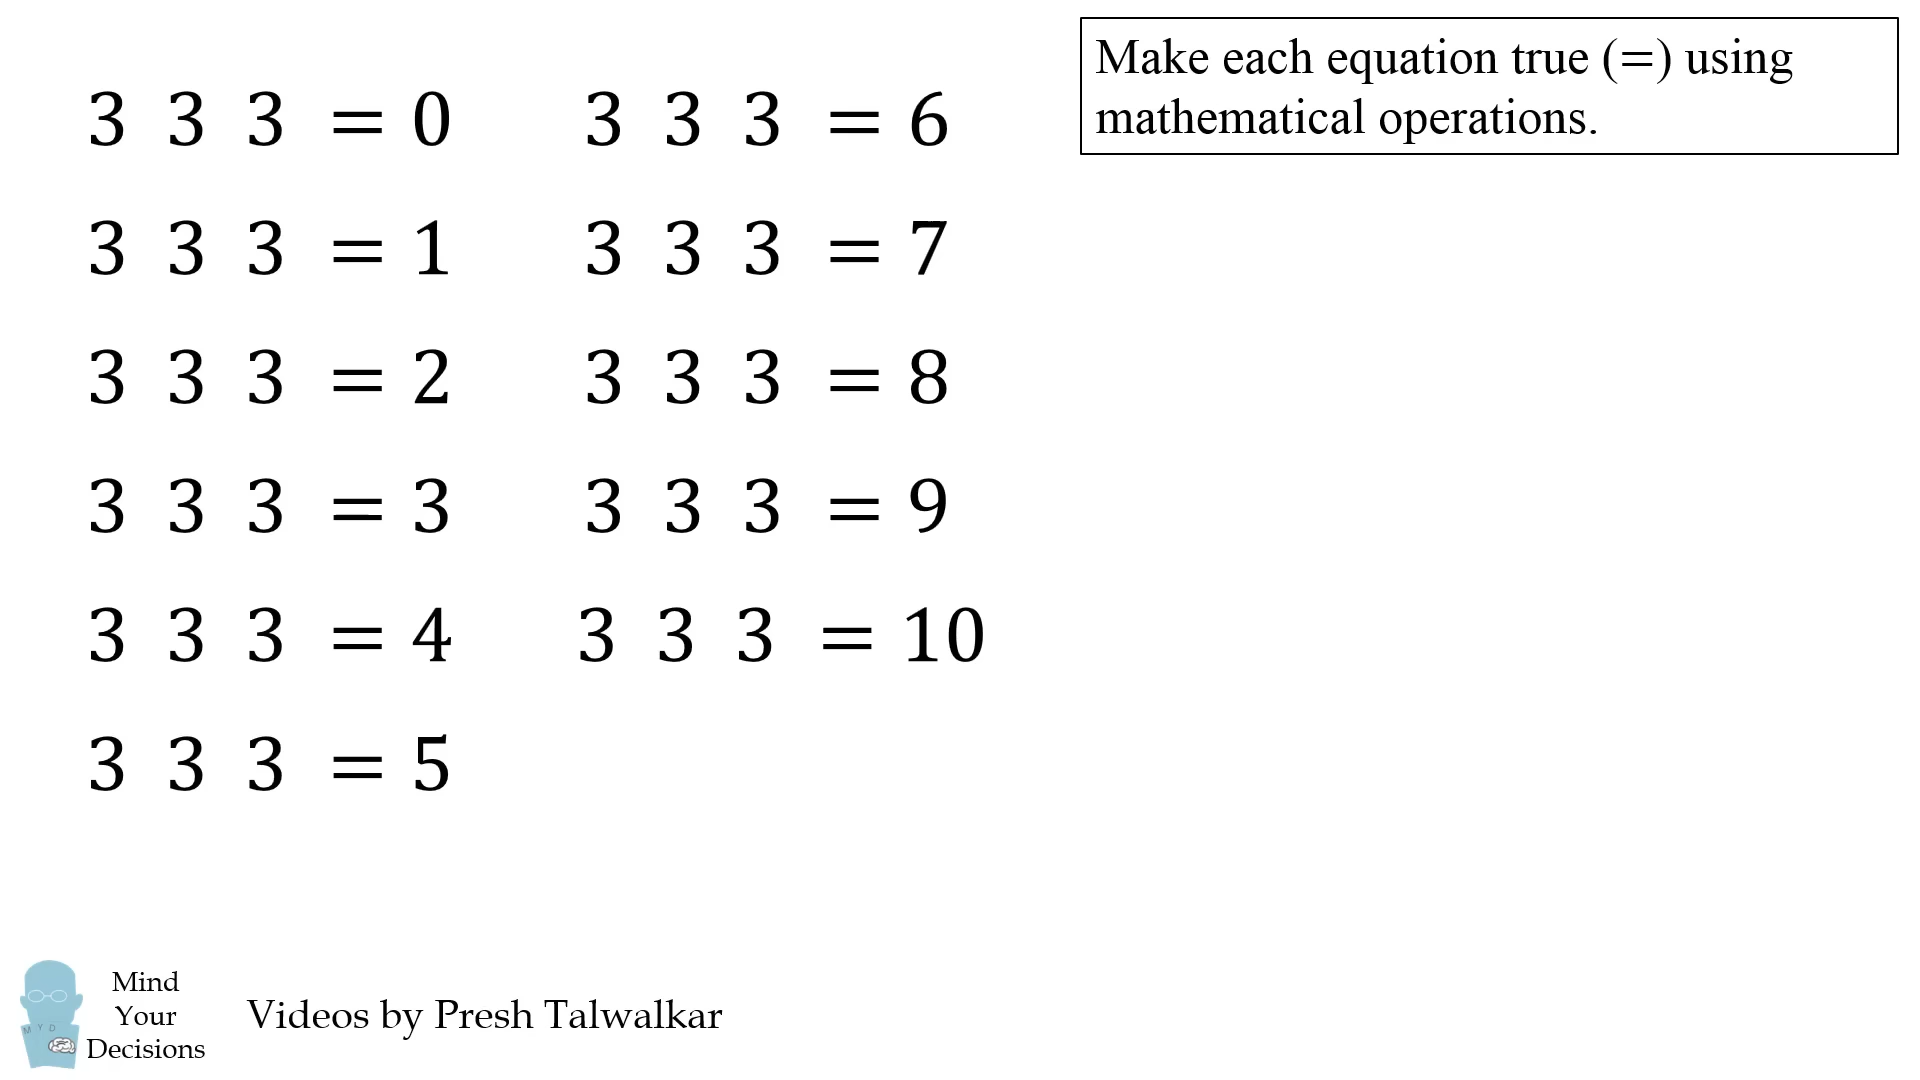 3 3 3 = 0
3 3 3 = 1
3 3 3 = 2
3 3 3 = 3
3 3 3 = 4
3 3 3 = 5
3 3 3 = 6
3 3 3 = 7
3 3 3 = 8
3 3 3 = 9
3 3 3 = 10
Make each equation true (=) using
mathematical operations.
M Y D
Mind
Your
Decisions
Videos by Presh Talwalkar